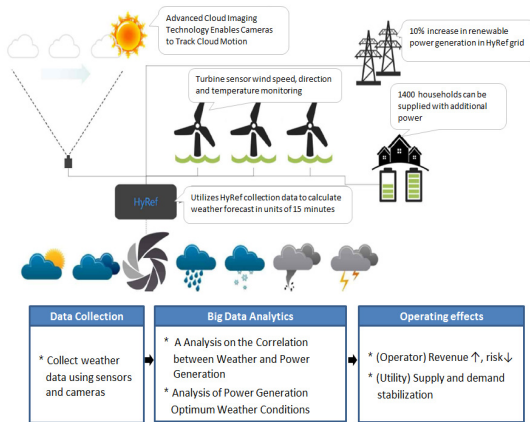 Advanced Cloud Imaging
Technology Enables Cameras
to Track Cloud Motion
10% increase in renewable
power generation in HyRef grid
Turbine sensor wind speed, direction
and temperature monitoring
1400 households can be
supplied with additional
power
HyRef
Utilizes HyRef collection data to calculate
weather forecast in units of 15 minutes
Data Collection
* Collect weather
data using sensors
and cameras
Big Data Analytics
* A Analysis on the Correlation
between Weather and Power
Generation
* Analysis of Power Generation
Optimum Weather Conditions
Operating effects
* (Operator) Revenue ↑, risk↓
* (Utility) Supply and demand
stabilization